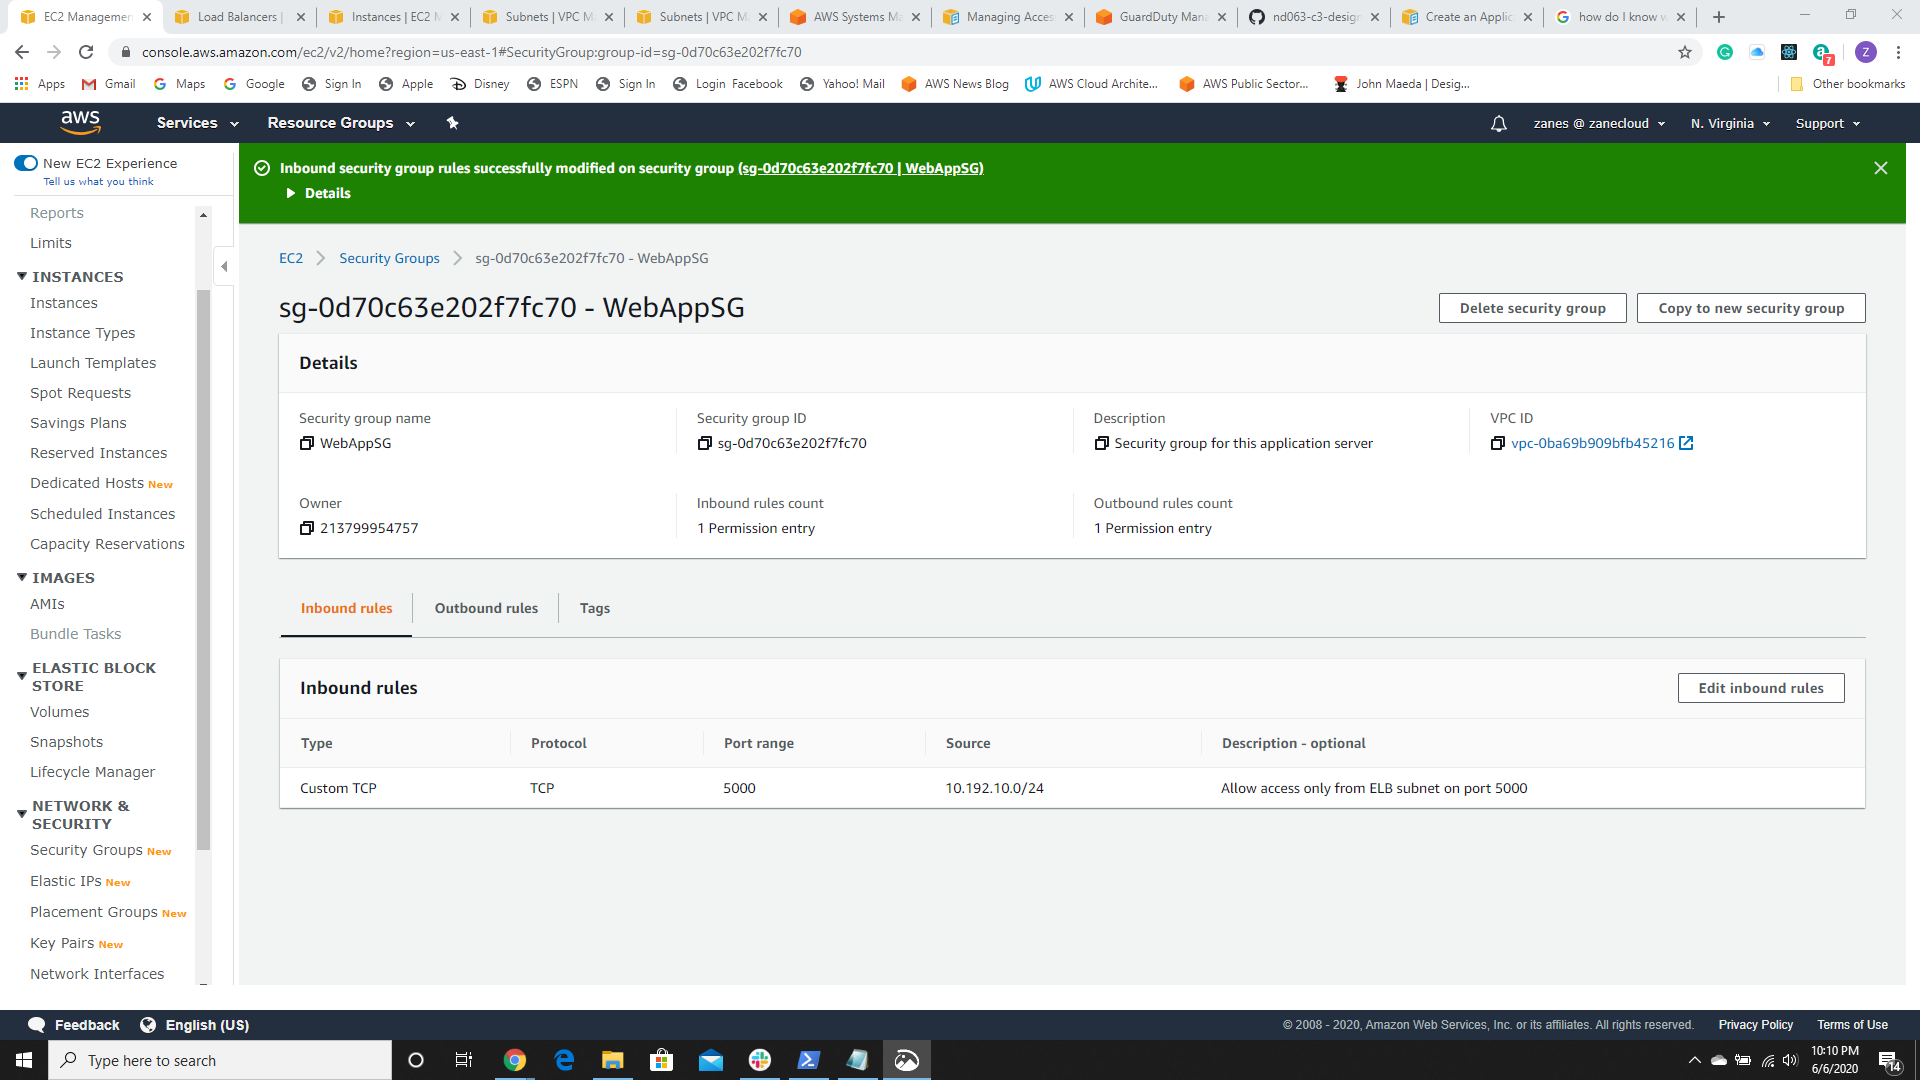 EC2 Managemen
Load Balancers |
Instances | EC2 M
Subnets | VPC M
Subnets | VPC M
AWS Systems Ma
Managing Acces
GuardDuty Mana
nd063-c3-design
Create an Applic
how do I know w
console.aws.amazon.com/ec2/v2/home?region=us-east-1#SecurityGroup:group-id=sg-0d70c63e202f7fc70
7
Z
Apps
Gmail
Maps
Google
Sign In
Apple
Disney
ESPN
Sign In
Login Facebook
Yahoo! Mail
AWS News Blog
AWS Cloud Archite...
AWS Public Sector...
John Maeda | Desig...
Other bookmarks
aws
Services
Resource Groups
zanes @ zanecloud
N. Virginia
Support
New EC2 Experience
Tell us what you think
Reports
Limits
INSTANCES
Instances
Instance Types
Launch Templates
Spot Requests
Savings Plans
Reserved Instances
Dedicated Hosts New
Scheduled Instances
Capacity Reservations
IMAGES
AMIs
Bundle Tasks
ELASTIC BLOCK
STORE
Volumes
Snapshots
Lifecycle Manager
NETWORK &
SECURITY
Security Groups New
Elastic IPs New
Placement Groups New
Key Pairs New
Network Interfaces
Inbound security group rules successfully modified on security group (sg-0d70c63e202f7fc70 | WebAppSG)
Details
EC2 > Security Groups > sg-0d70c63e202f7fc70 - WebAppSG
sg-0d70c63e202f7fc70 - WebAppSG
Delete security group
Copy to new security group
Details
Security group name
WebAppSG
Security group ID
sg-0d70c63e202f7fc70
Description
Security group for this application server
VPC ID
vpc-0ba69b909bfb45216
Owner
213799954757
Inbound rules count
1 Permission entry
Outbound rules count
1 Permission entry
Inbound rules
Outbound rules
Tags
Inbound rules
Edit inbound rules
Type Protocol Port range Source Description - optional
Custom TCP TCP 5000 10.192.10.0/24 Allow access only from ELB subnet on port 5000
Feedback
English (US)
© 2008 - 2020, Amazon Web Services, Inc. or its affiliates. All rights reserved.
Privacy Policy
Terms of Use
Type here to search
10:10 PM
6/6/2020
14